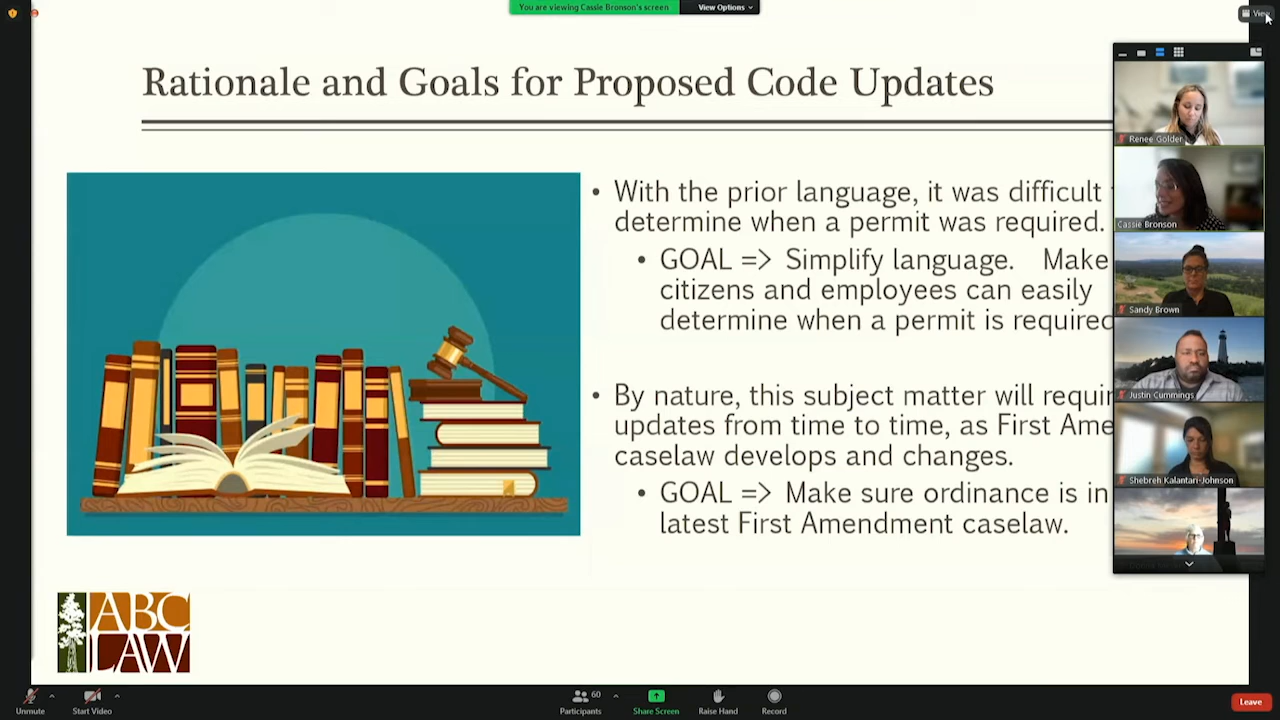 You are viewing Cassie Bronson's screen
View Options
View
Rationale and Goals for Proposed Code Updates
• With the prior language, it was difficult
determine when a permit was required.
• GOAL => Simplify language. Make
citizens and employees can easily
determine when a permit is required
• By nature, this subject matter will requir
updates from time to time, as First Ame
caselaw develops and changes.
• GOAL => Make sure ordinance is in
latest First Amendment caselaw.
ABC
LAW
Renee Golder
Cassie Bronson
Sandy Brown
Justin Cummings
Shebreh Kalantari-Johnson
Unmute
Start Video
60
Participants
Share Screen
Raise Hand
Record
Leave